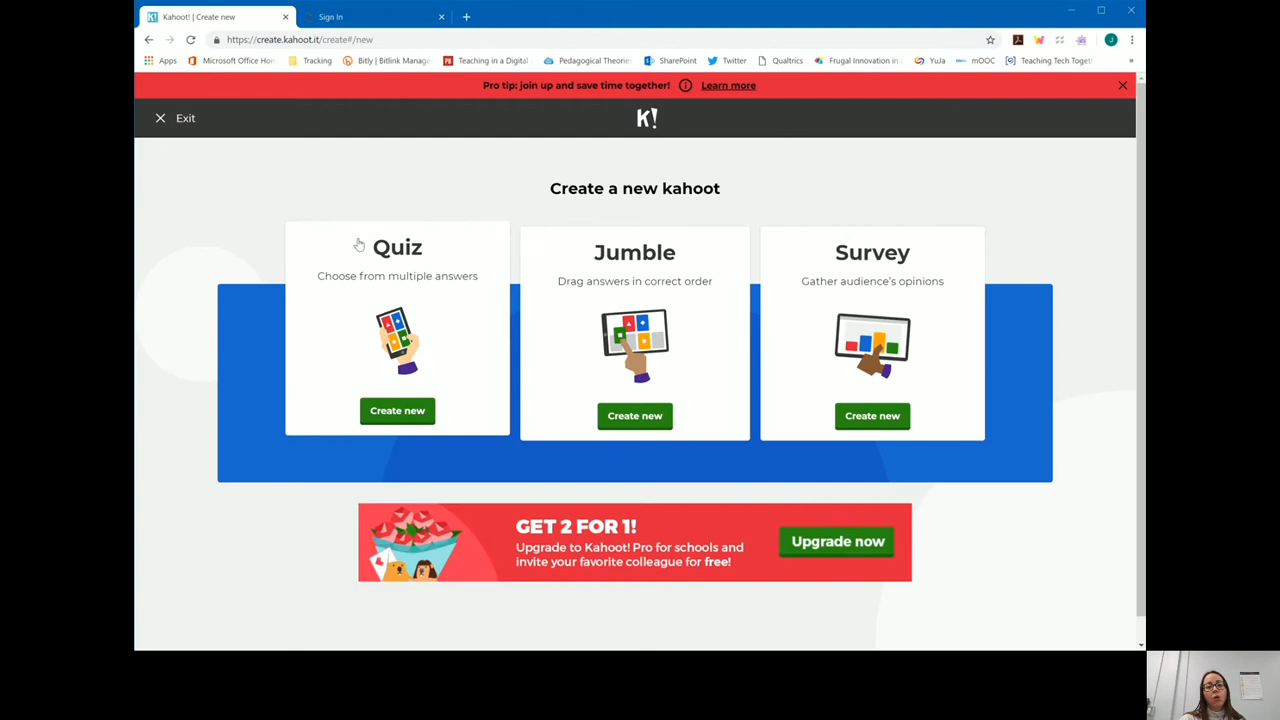 Kahoot! | Create new
Sign In
https://create.kahoot.it/create#/new
Apps
Microsoft Office Hom
Tracking
Bitly | Bitlink Manage
Teaching in a Digital
Pedagogical Theories
SharePoint
Twitter
Qualtrics
Frugal Innovation in
YuJa
mOOC
Teaching Tech Togeth
Pro tip: join up and save time together!
Learn more
Exit
K!
Create a new kahoot
Quiz
Choose from multiple answers
Create new
Jumble
Drag answers in correct order
Create new
Survey
Gather audience's opinions
Create new
GET 2 FOR 1!
Upgrade to Kahoot! Pro for schools and
invite your favorite colleague for free!
Upgrade now